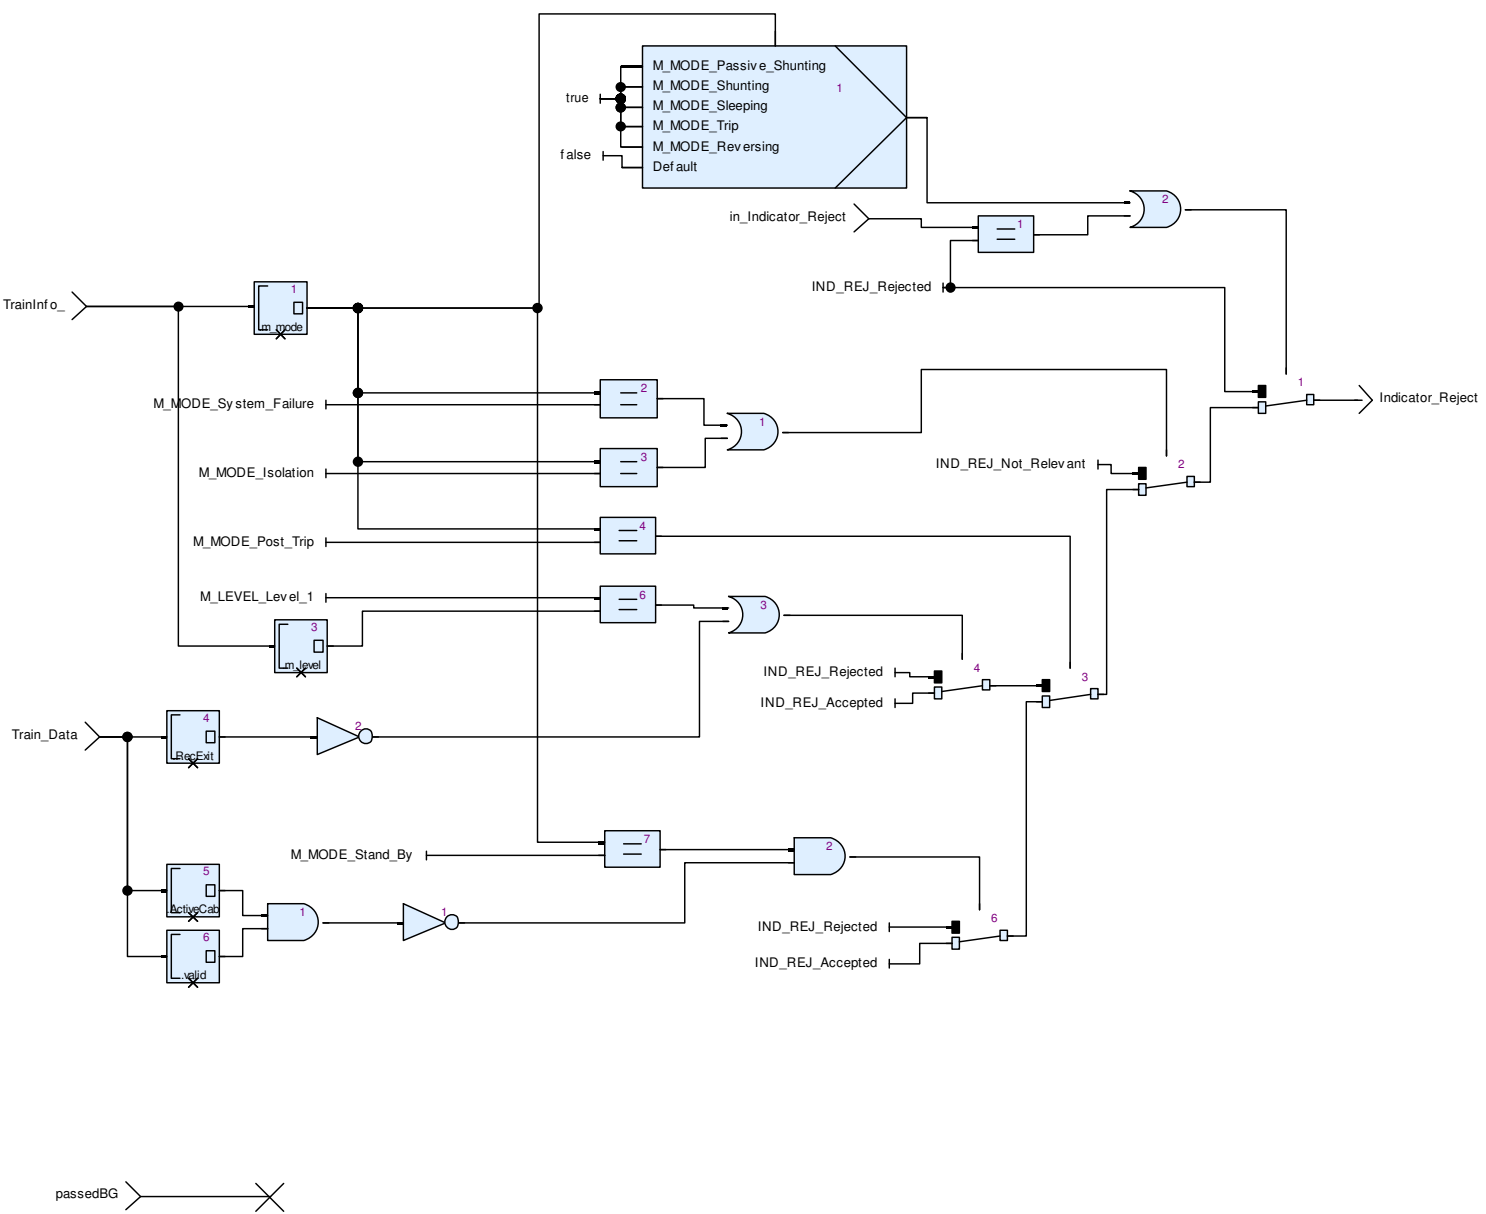 M_MODE_Passive_Shunting
M_MODE_Shunting
M_MODE_Sleeping
M_MODE_Trip
M_MODE_Reversing
Default
1
true
false
in_Indicator_Reject
1
2
IND_REJ_Rejected
TrainInfo_
1
.m_mode
M_MODE_System_Failure
2
1
M_MODE_Isolation
3
1
Indicator_Reject
IND_REJ_Not_Relevant
2
M_MODE_Post_Trip
4
M_LEVEL_Level_1
6
3
3
.m_level
IND_REJ_Rejected
4
3
IND_REJ_Accepted
Train_Data
4
.RecExit
2
M_MODE_Stand_By
7
2
5
.ActiveCab
1
1
6
.valid
IND_REJ_Rejected
6
IND_REJ_Accepted
passedBG